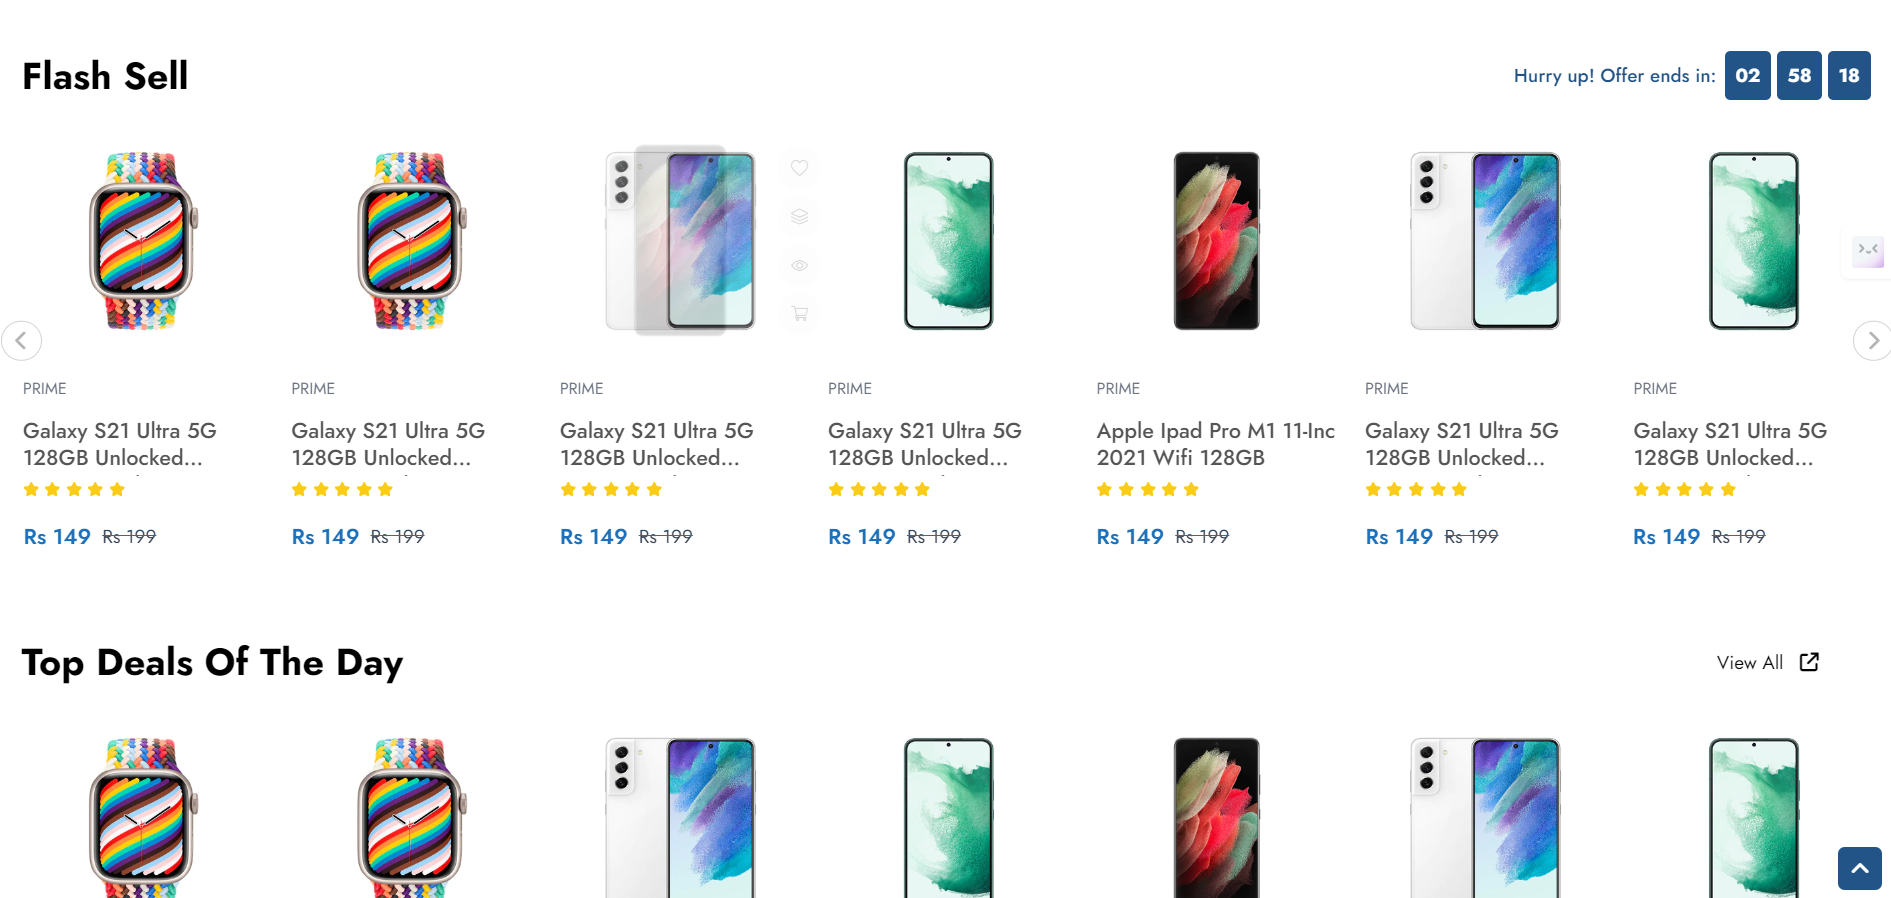 Flash Sell
Hurry up! Offer ends in: 02 58 18
PRIME
Galaxy S21 Ultra 5G
128GB Unlocked...
Rs 149 Rs 199
PRIME
Galaxy S21 Ultra 5G
128GB Unlocked...
Rs 149 Rs 199
PRIME
Galaxy S21 Ultra 5G
128GB Unlocked...
Rs 149 Rs 199
PRIME
Galaxy S21 Ultra 5G
128GB Unlocked...
Rs 149 Rs 199
PRIME
Apple Ipad Pro M1 11-Inc
2021 Wifi 128GB
Rs 149 Rs 199
PRIME
Galaxy S21 Ultra 5G
128GB Unlocked...
Rs 149 Rs 199
PRIME
Galaxy S21 Ultra 5G
128GB Unlocked...
Rs 149 Rs 199
Top Deals Of The Day
View All